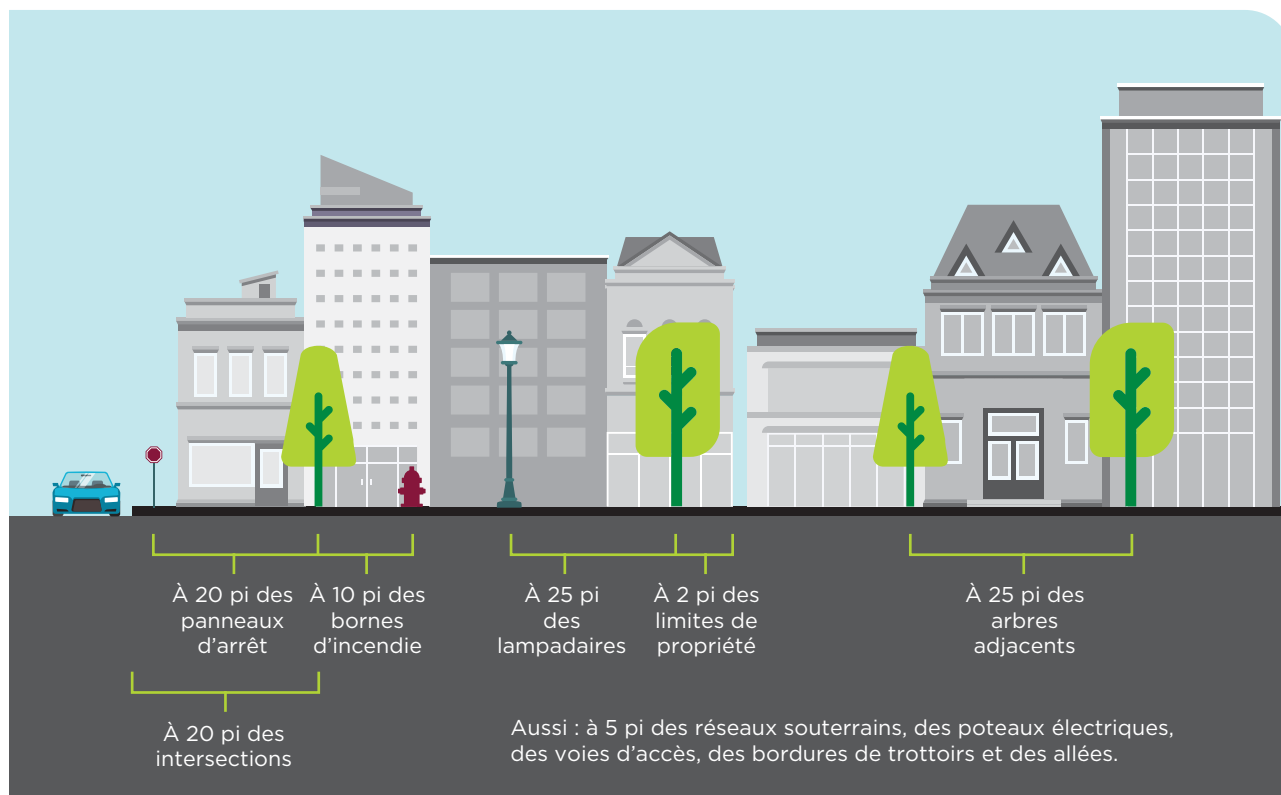 À 20 pi des
panneaux
d'arrêt
À 10 pi des
bornes
d'incendie
À 25 pi
des
lampadaires
À 2 pi des
limites de
propriété
À 25 pi des
arbres
adjacents
À 20 pi des
intersections
Aussi : à 5 pi des réseaux souterrains, des poteaux électriques,
des voies d'accès, des bordures de trottoirs et des allées.